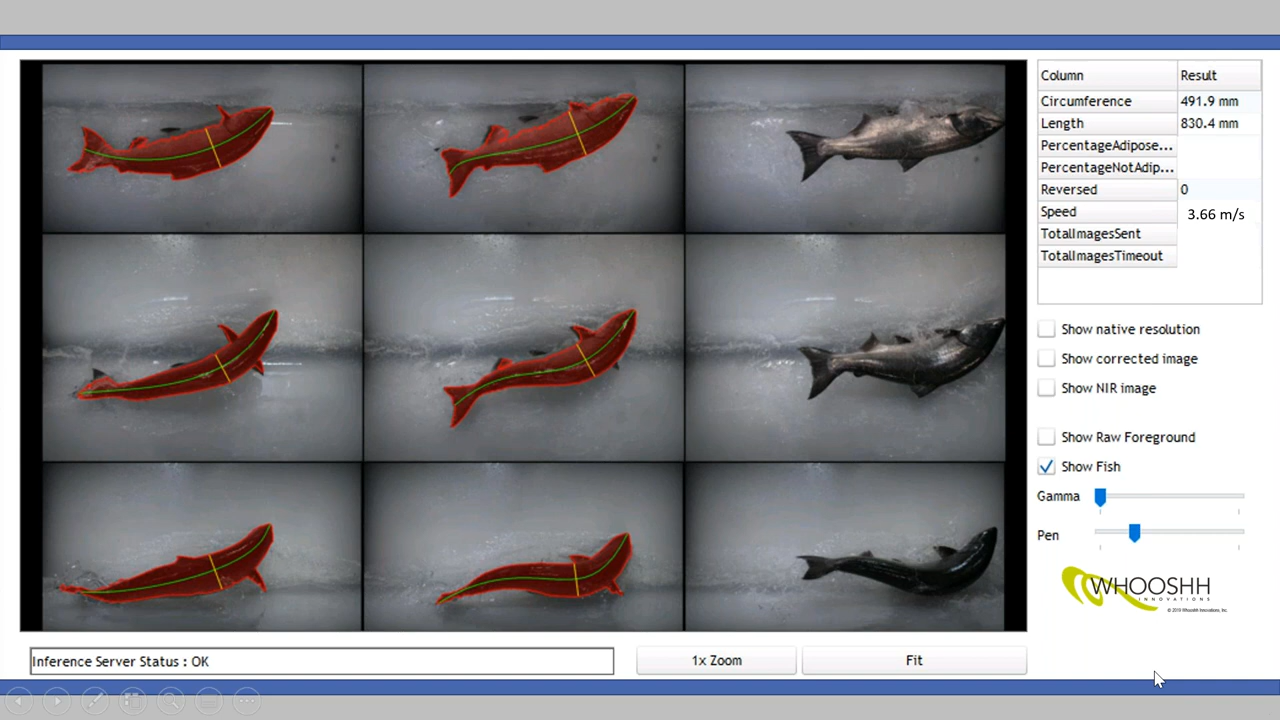 Column Result
Circumference 491.9 mm
Length 830.4 mm
PercentageAdipose...
PercentageNotAdip...
Reversed 0
Speed 3.66 m/s
TotalImagesSent
TotalImagesTimeout
Show native resolution
Show corrected image
Show NIR image
Show Raw Foreground
Show Fish
Gamma
Pen
WHOOSHH
INNOVATIONS
Inference Server Status : OK
1x Zoom
Fit